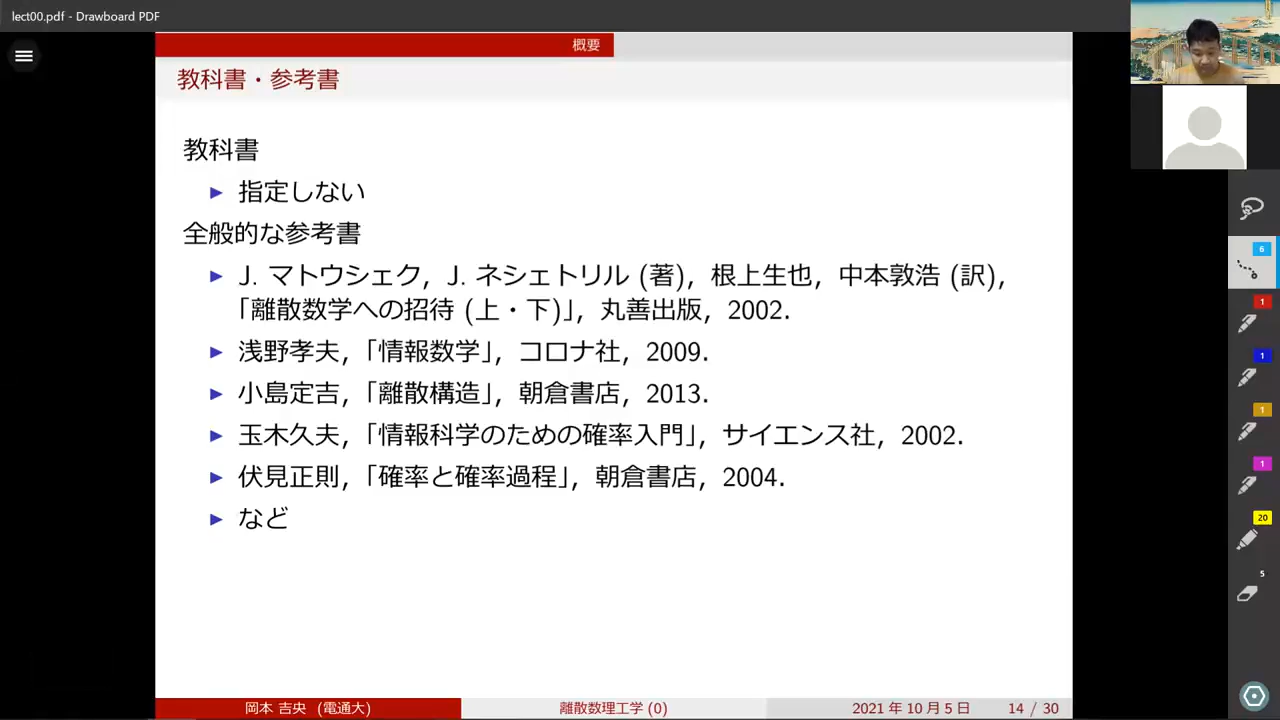 lect00.pdf - Drawboard PDF
概要
教科書・参考書
教科書
▶ 指定しない
全般的な参考書
▶ J. マトウシェク, J. ネシェトリル (著), 根上生也, 中本敦浩 (訳),
「離散数学への招待 (上・下)」, 丸善出版, 2002.
▶ 浅野孝夫,「情報数学」, コロナ社, 2009.
▶ 小島定吉,「離散構造」, 朝倉書店, 2013.
▶ 玉木久夫,「情報科学のための確率入門」, サイエンス社, 2002.
▶ 伏見正則,「確率と確率過程」, 朝倉書店, 2004.
▶ など
6
1
1
1
1
20
5
岡本 吉央 (電通大)
離散数理工学 (0)
2021 年 10 月 5 日 14 / 30